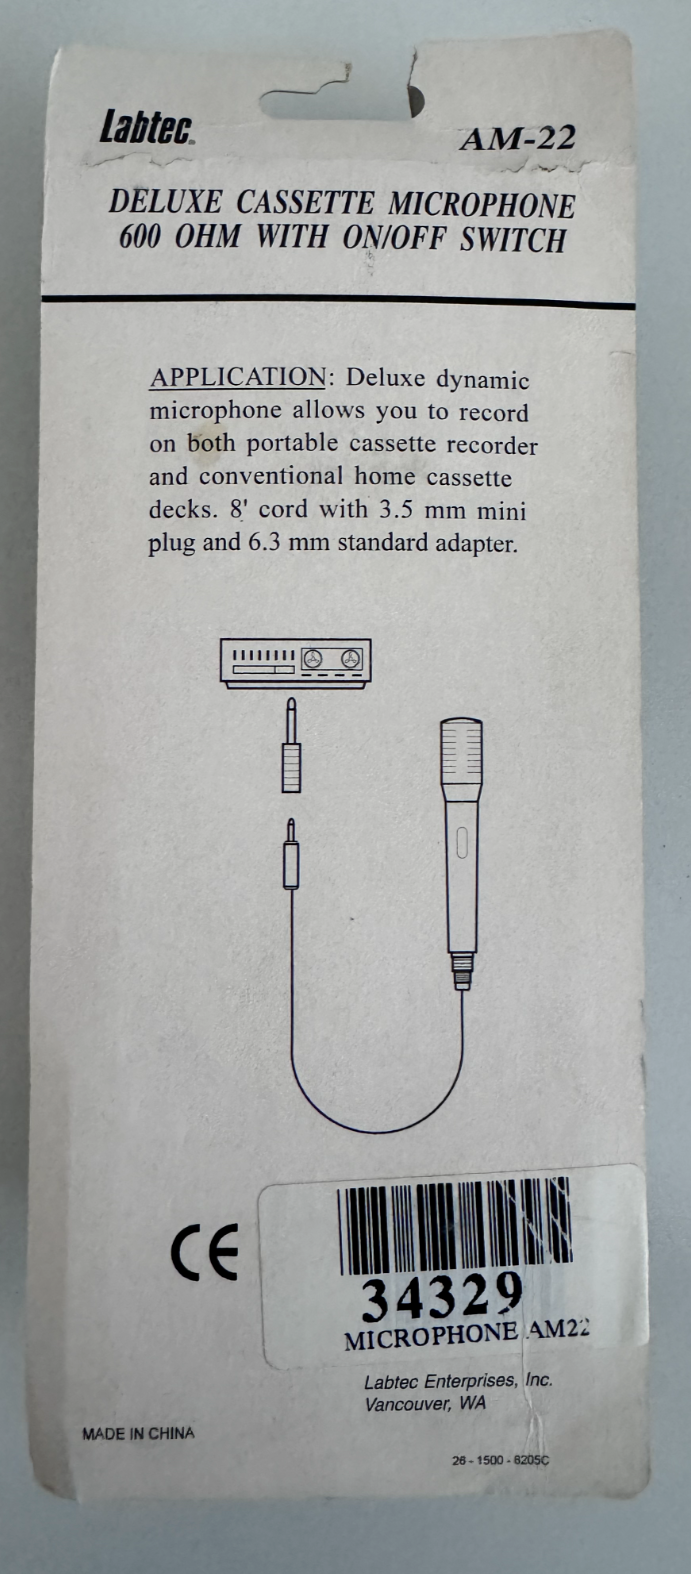 Labtec.
AM-22
DELUXE CASSETTE MICROPHONE
600 OHM WITH ON/OFF SWITCH
APPLICATION: Deluxe dynamic
microphone allows you to record
on both portable cassette recorder
and conventional home cassette
decks. 8' cord with 3.5 mm mini
plug and 6.3 mm standard adapter.
CE
34329
MICROPHONE AM22
Labtec Enterprises, Inc.
Vancouver, WA
MADE IN CHINA
26 - 1500 - 6205C